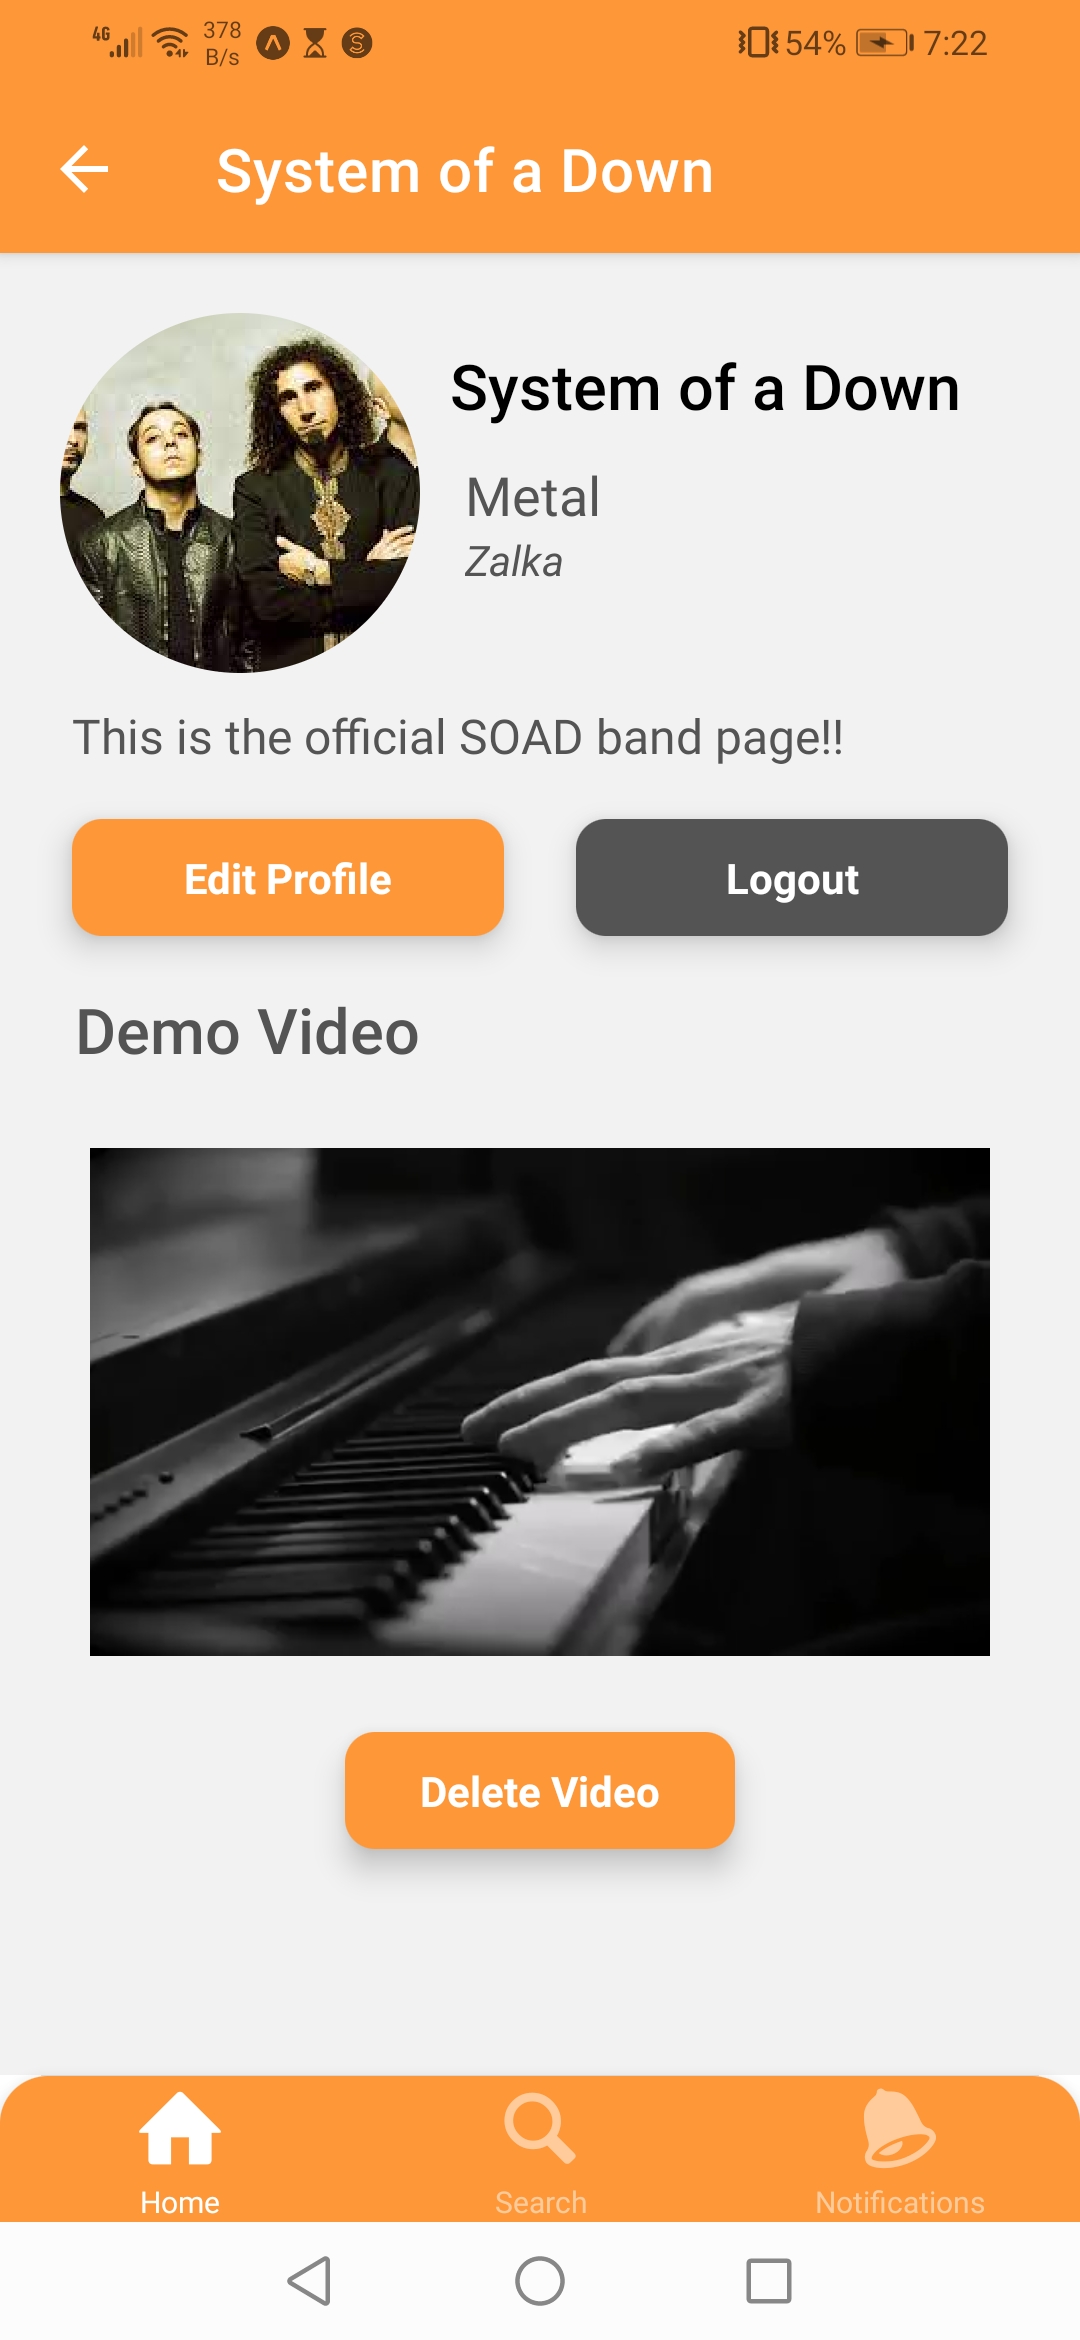 4G 378 B/s 54% 7:22
System of a Down
System of a Down
Metal
Zalka
This is the official SOAD band page!!
Edit Profile Logout
Demo Video
Delete Video
Home Search Notifications